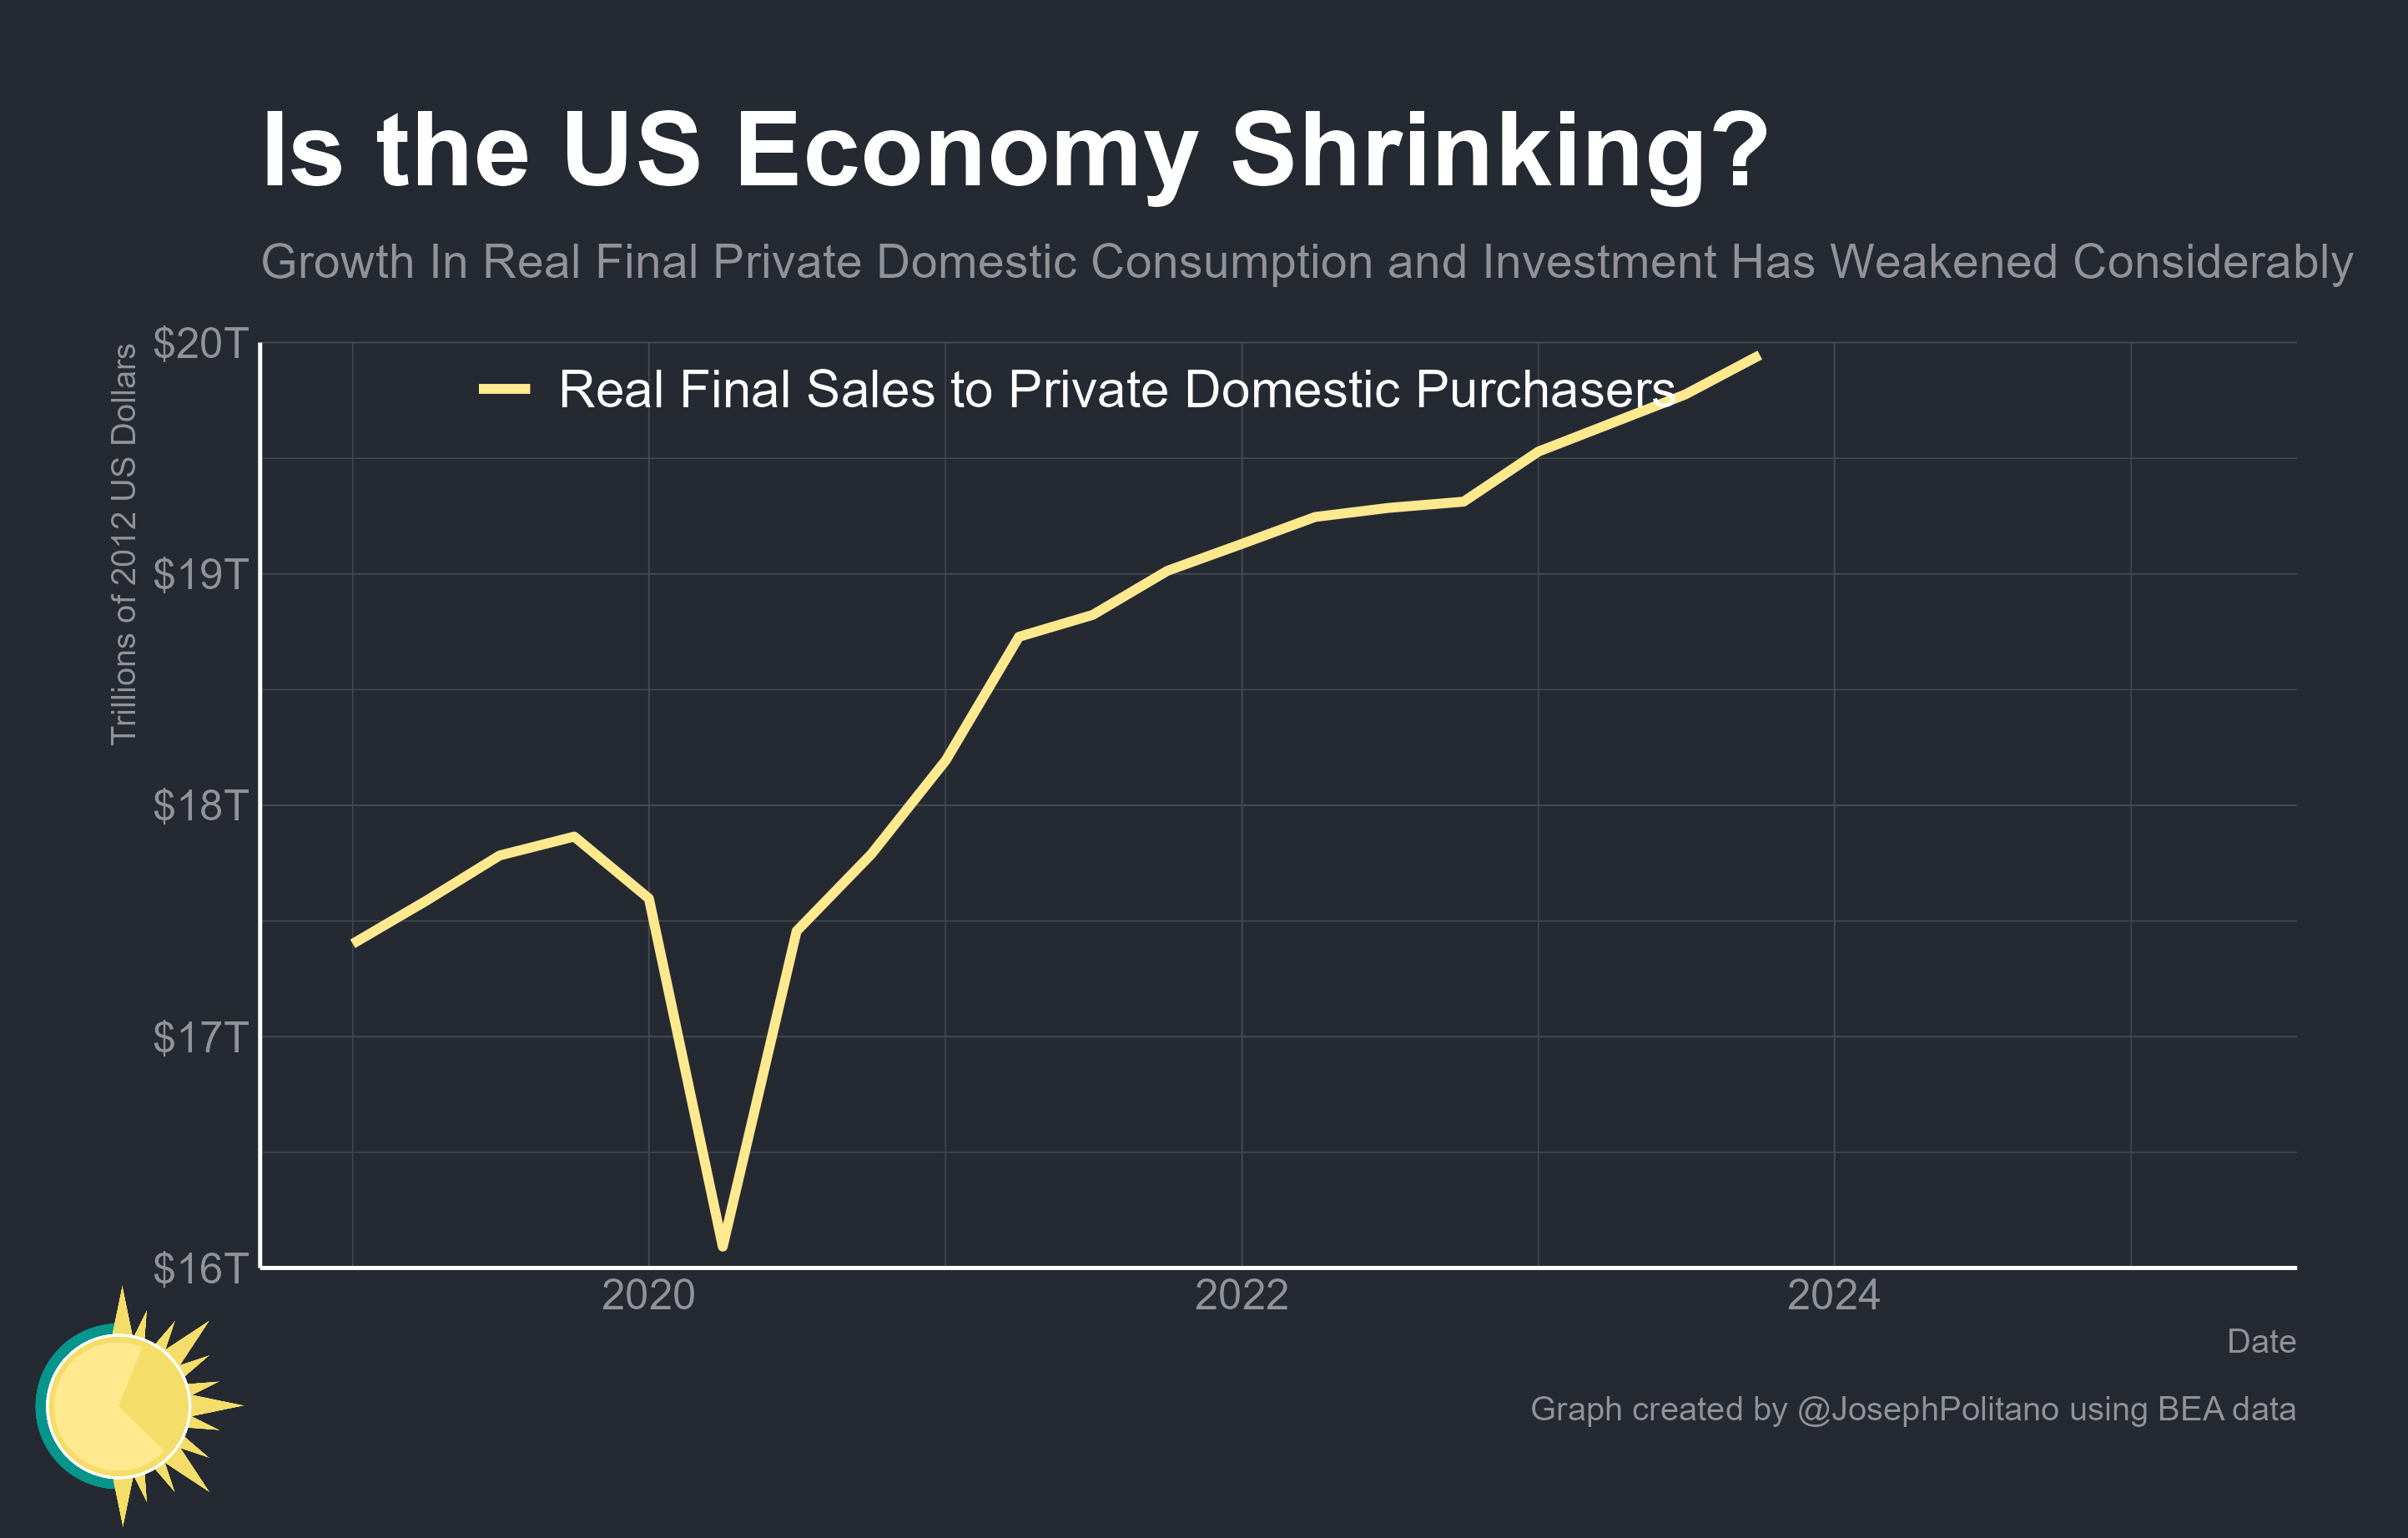 Is the US Economy Shrinking?
Growth In Real Final Private Domestic Consumption and Investment Has Weakened Considerably
Trillions of 2012 US Dollars
$20T
$19T
$18T
$17T
$16T
Real Final Sales to Private Domestic Purchasers
2020
2022
2024
Date
Graph created by @JosephPolitano using BEA data